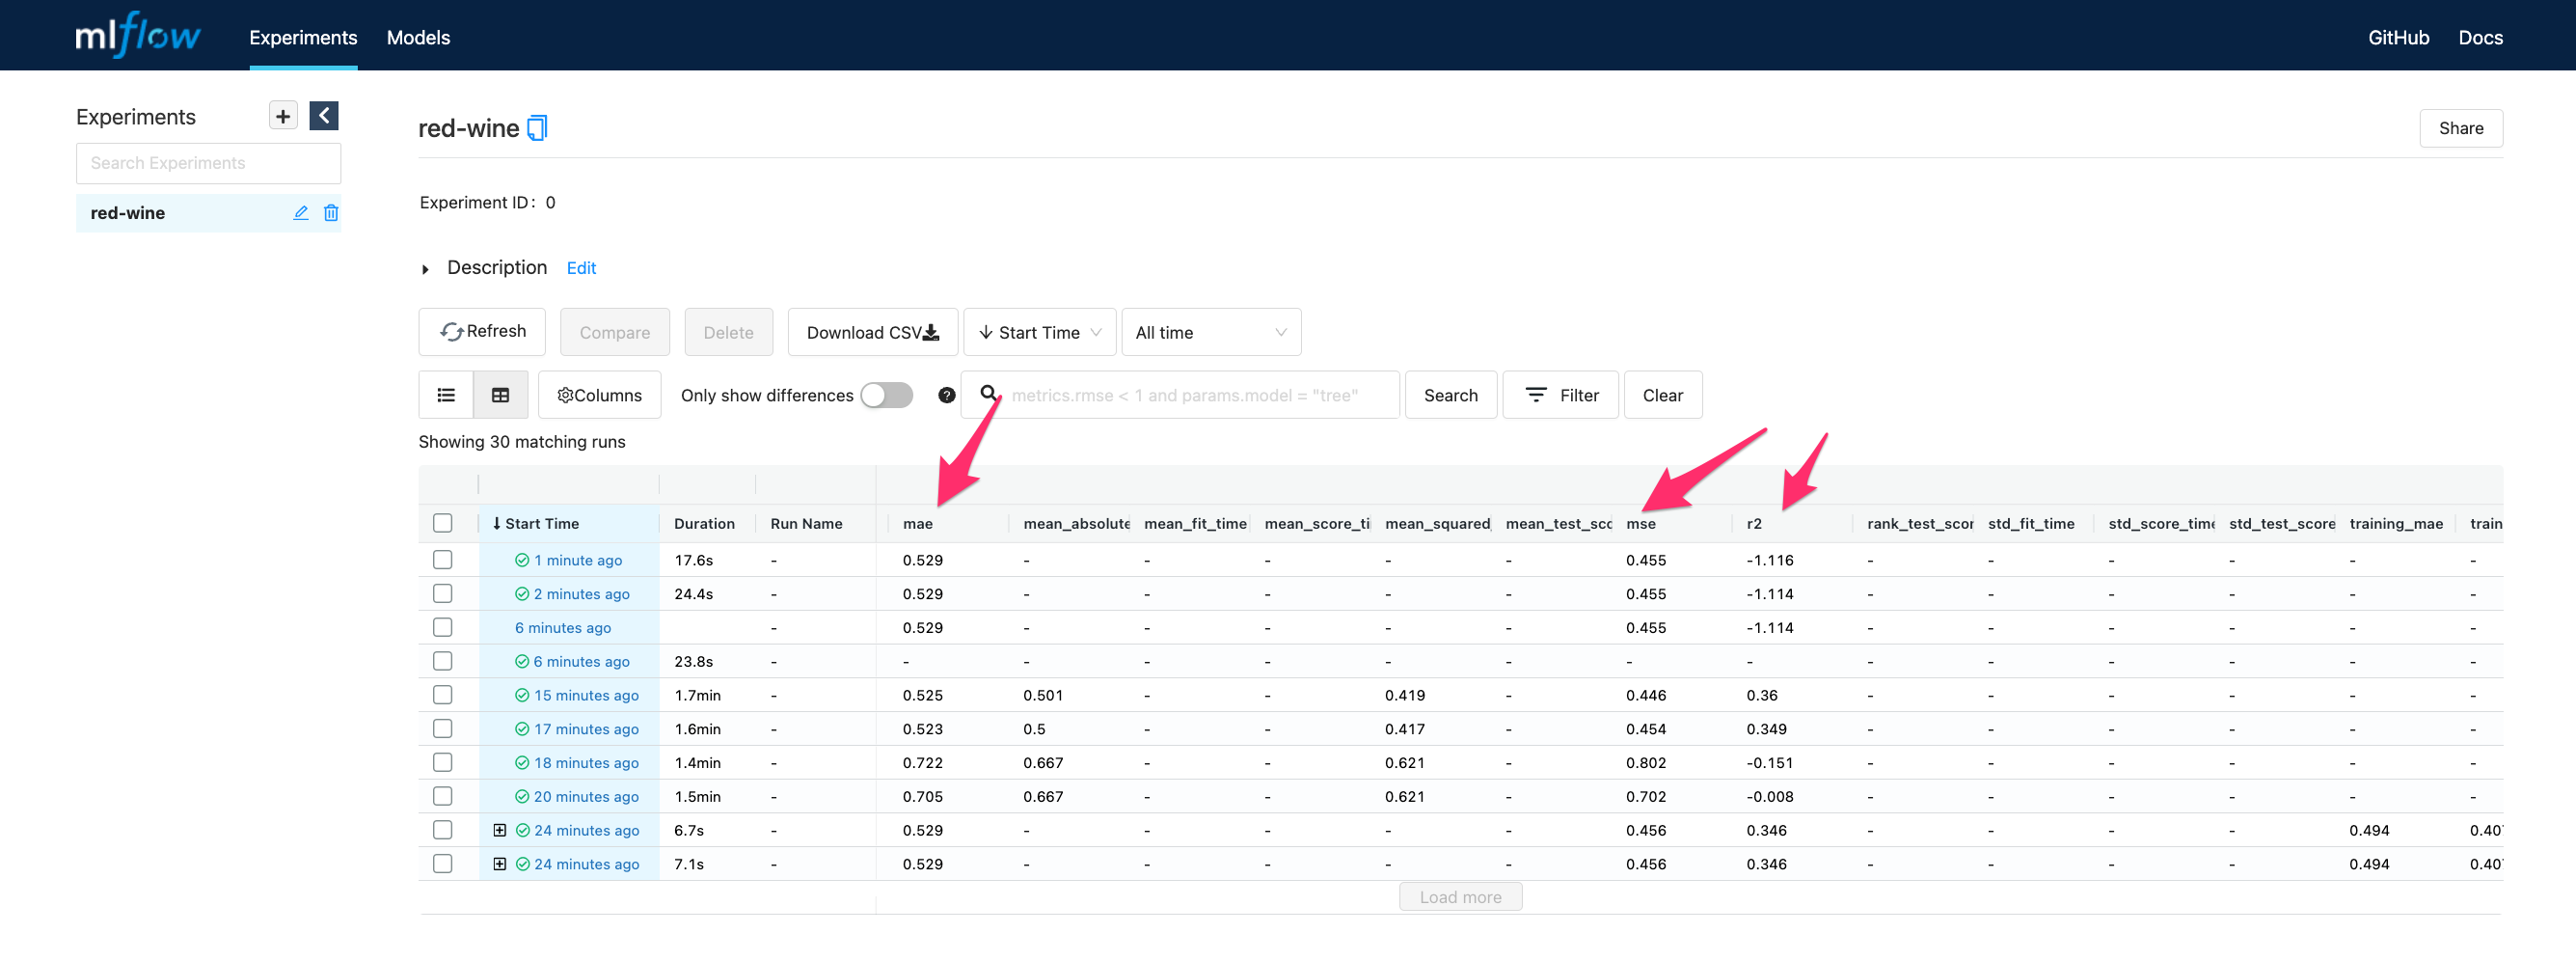 mlflow Experiments Models GitHub Docs
Experiments
Search Experiments
red-wine
red-wine
Share
Experiment ID: 0
Description Edit
Refresh Compare Delete Download CSV Start Time All time
Columns Only show differences metrics.rmse < 1 and params.model = "tree" Search Filter Clear
Showing 30 matching runs
Start Time Duration Run Name mae mean_absolute mean_fit_time mean_score_ti mean_squared_ mean_test_sco mse r2 rank_test_scor std_fit_time std_score_time std_test_score training_mae train
1 minute ago 17.6s - 0.529 - - - - - 0.455 -1.116 - - - - - -
2 minutes ago 24.4s - 0.529 - - - - - 0.455 -1.114 - - - - - -
6 minutes ago - 0.529 - - - - - 0.455 -1.114 - - - - - -
6 minutes ago 23.8s - - - - - - - - - - - - - - -
15 minutes ago 1.7min - 0.525 0.501 - - 0.419 - 0.446 0.36 - - - - - -
17 minutes ago 1.6min - 0.523 0.5 - - 0.417 - 0.454 0.349 - - - - - -
18 minutes ago 1.4min - 0.722 0.667 - - 0.621 - 0.802 -0.151 - - - - - -
20 minutes ago 1.5min - 0.705 0.667 - - 0.621 - 0.702 -0.008 - - - - - -
24 minutes ago 6.7s - 0.529 - - - - - 0.456 0.346 - - - - 0.494 0.407
24 minutes ago 7.1s - 0.529 - - - - - 0.456 0.346 - - - - 0.494 0.407
Load more